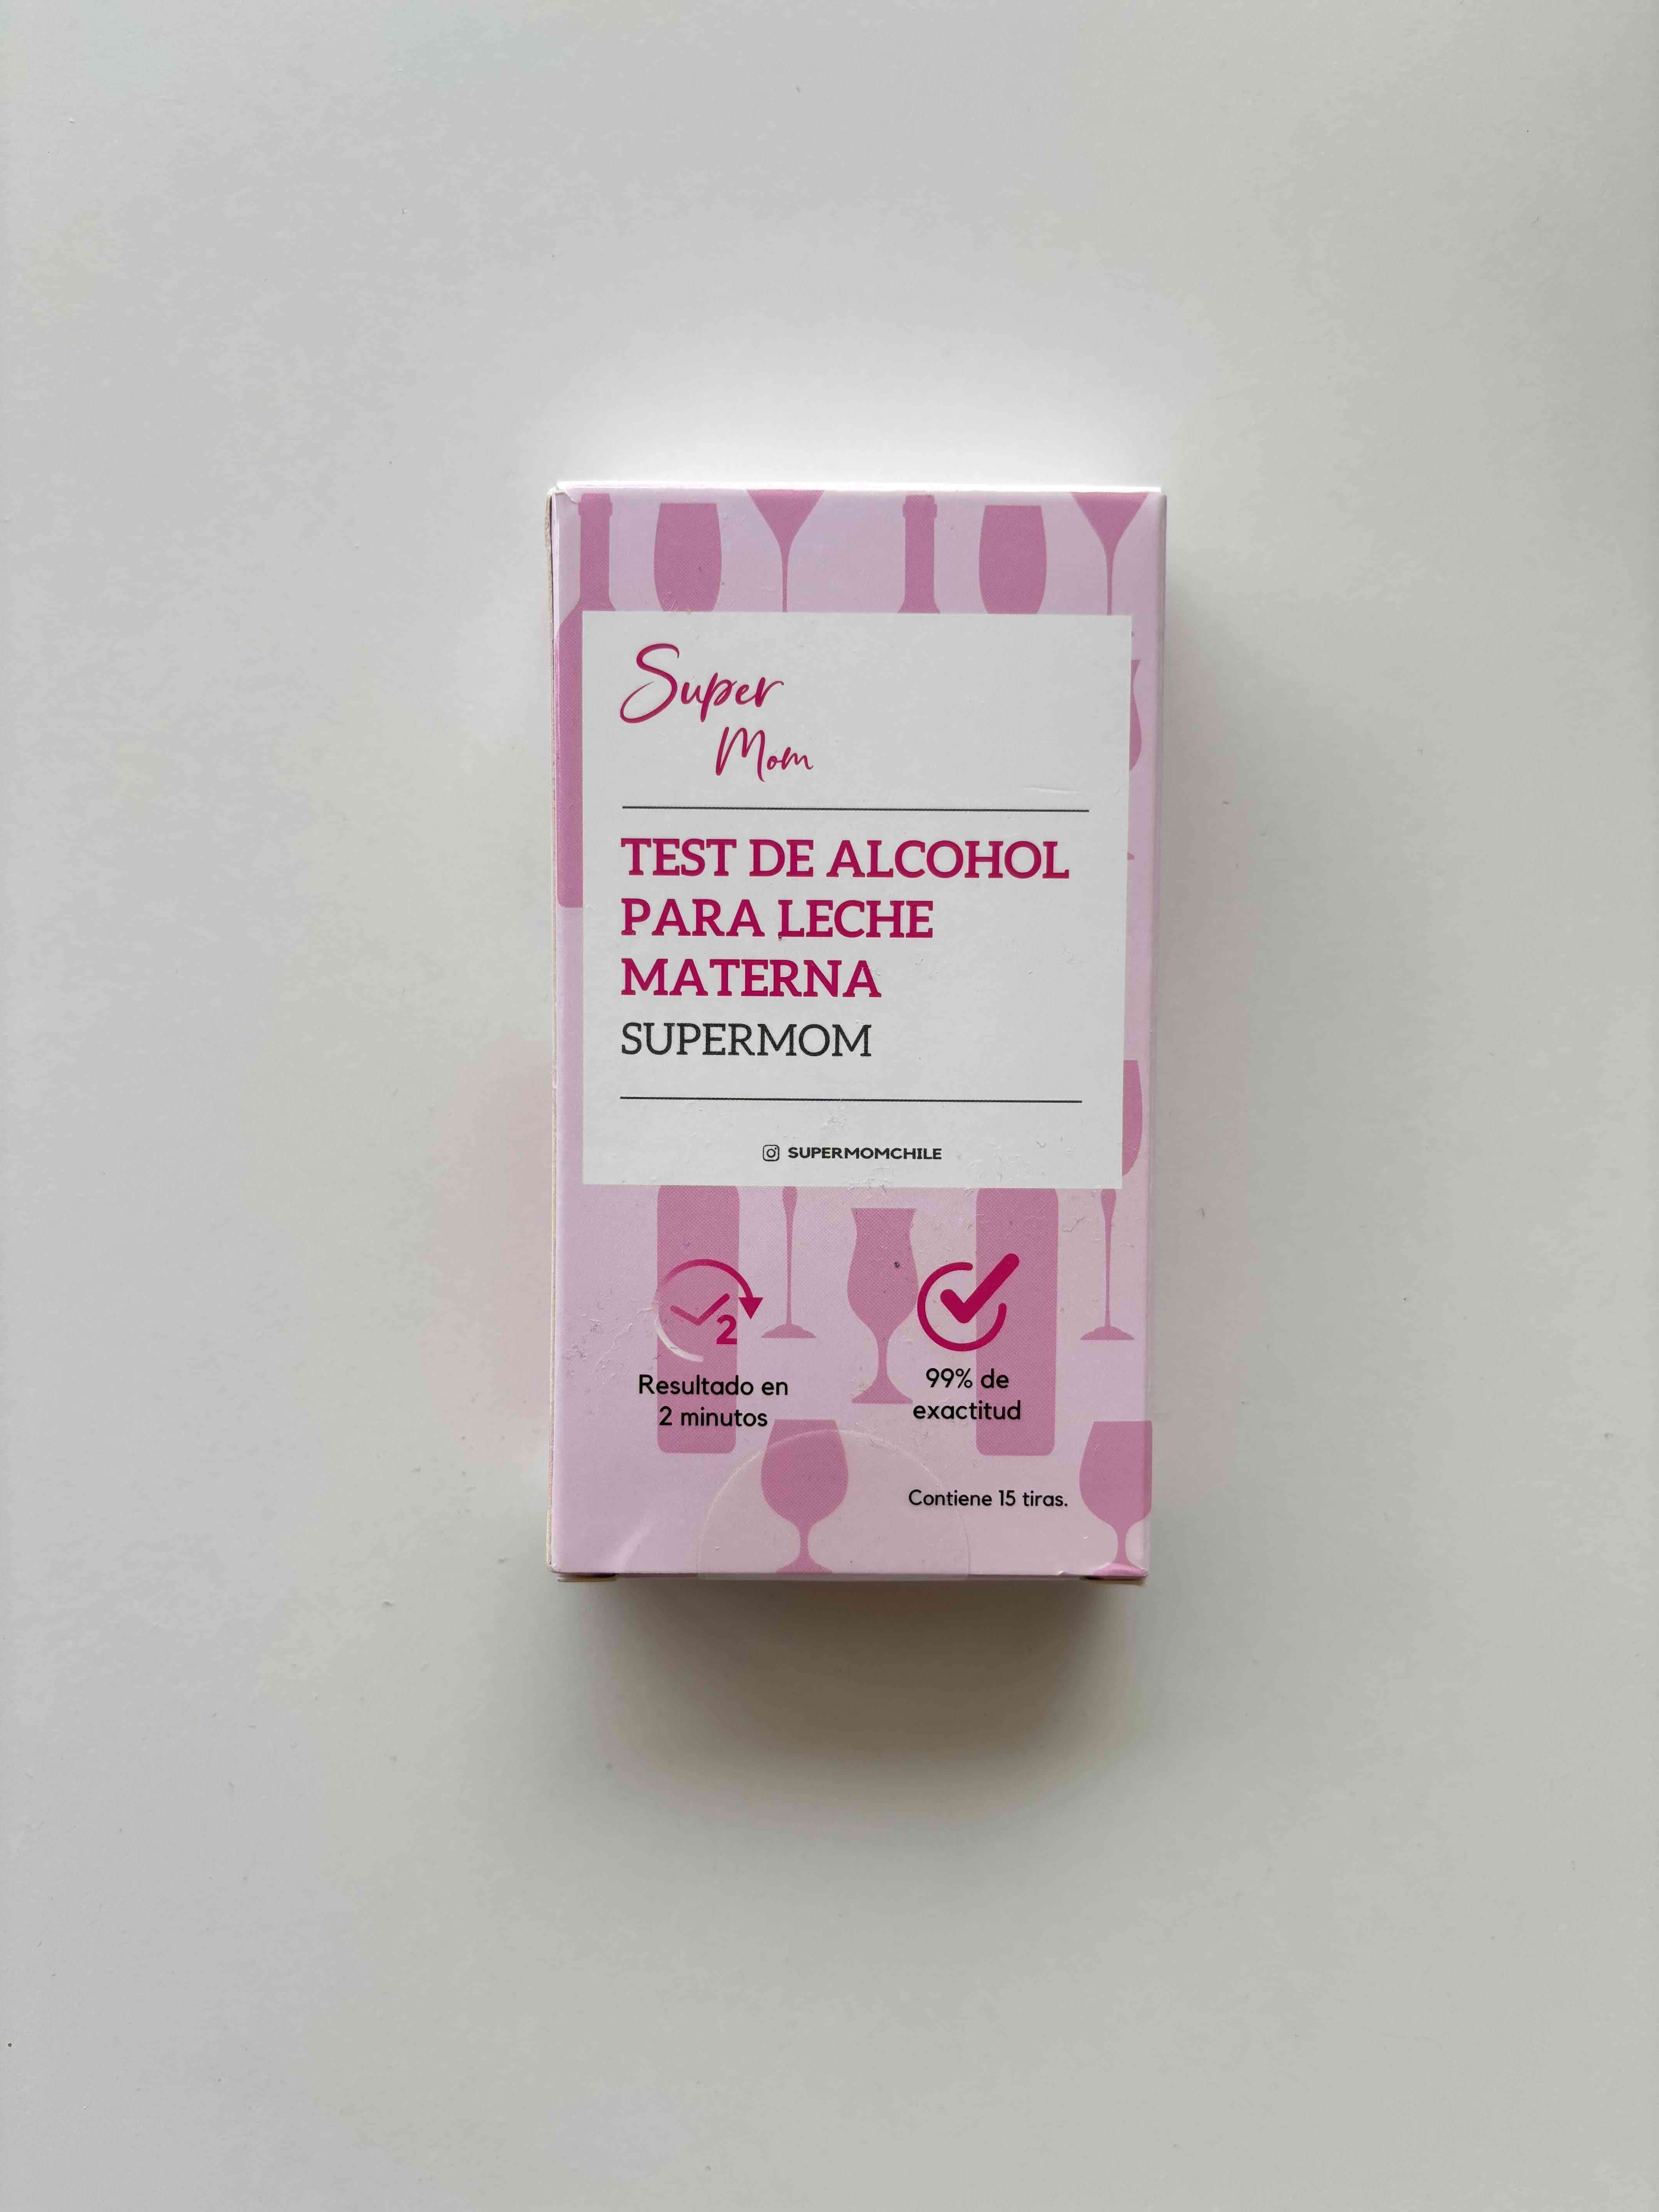 Super
Mom
TEST DE ALCOHOL
PARA LECHE
MATERNA
SUPERMOM
SUPERMOMCHILE
2
Resultado en
2 minutos
99% de
exactitud
Contiene 15 tiras.